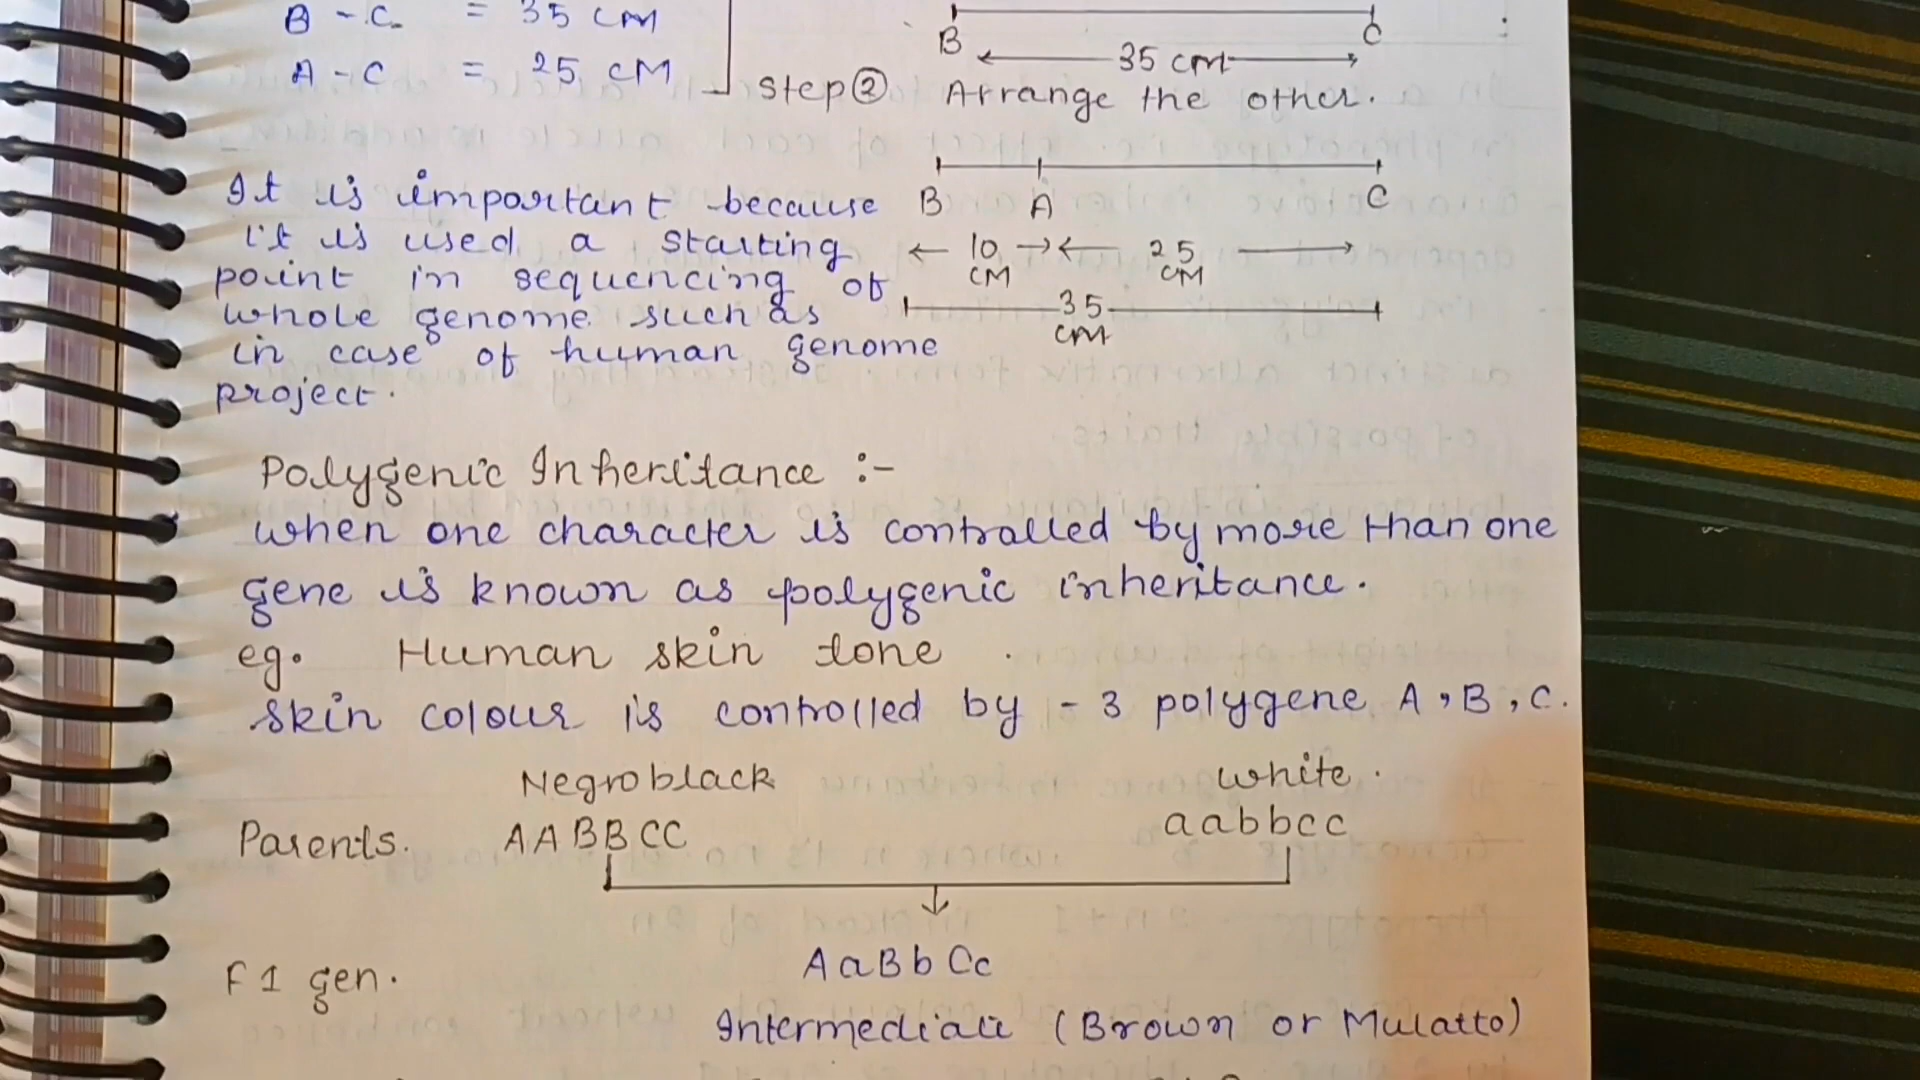 B - C = 35 CM
A - C = 25 CM
B C
35 cm
Step ② Arrange the other.
B A C
10 CM 25 CM
35 cm
It is important because
it is used a starting
point in sequencing of
whole genome such as
in case of human genome
project.
Polygenic Inheritance :-
when one character is controlled by more than one
gene is known as polygenic inheritance.
eg. Human skin tone
skin colour is controlled by - 3 polygene A, B, C.
Negro black white.
Parents. AABBCC aabbcc
F1 gen. AaBbCc
Intermediate (Brown or Mulatto)